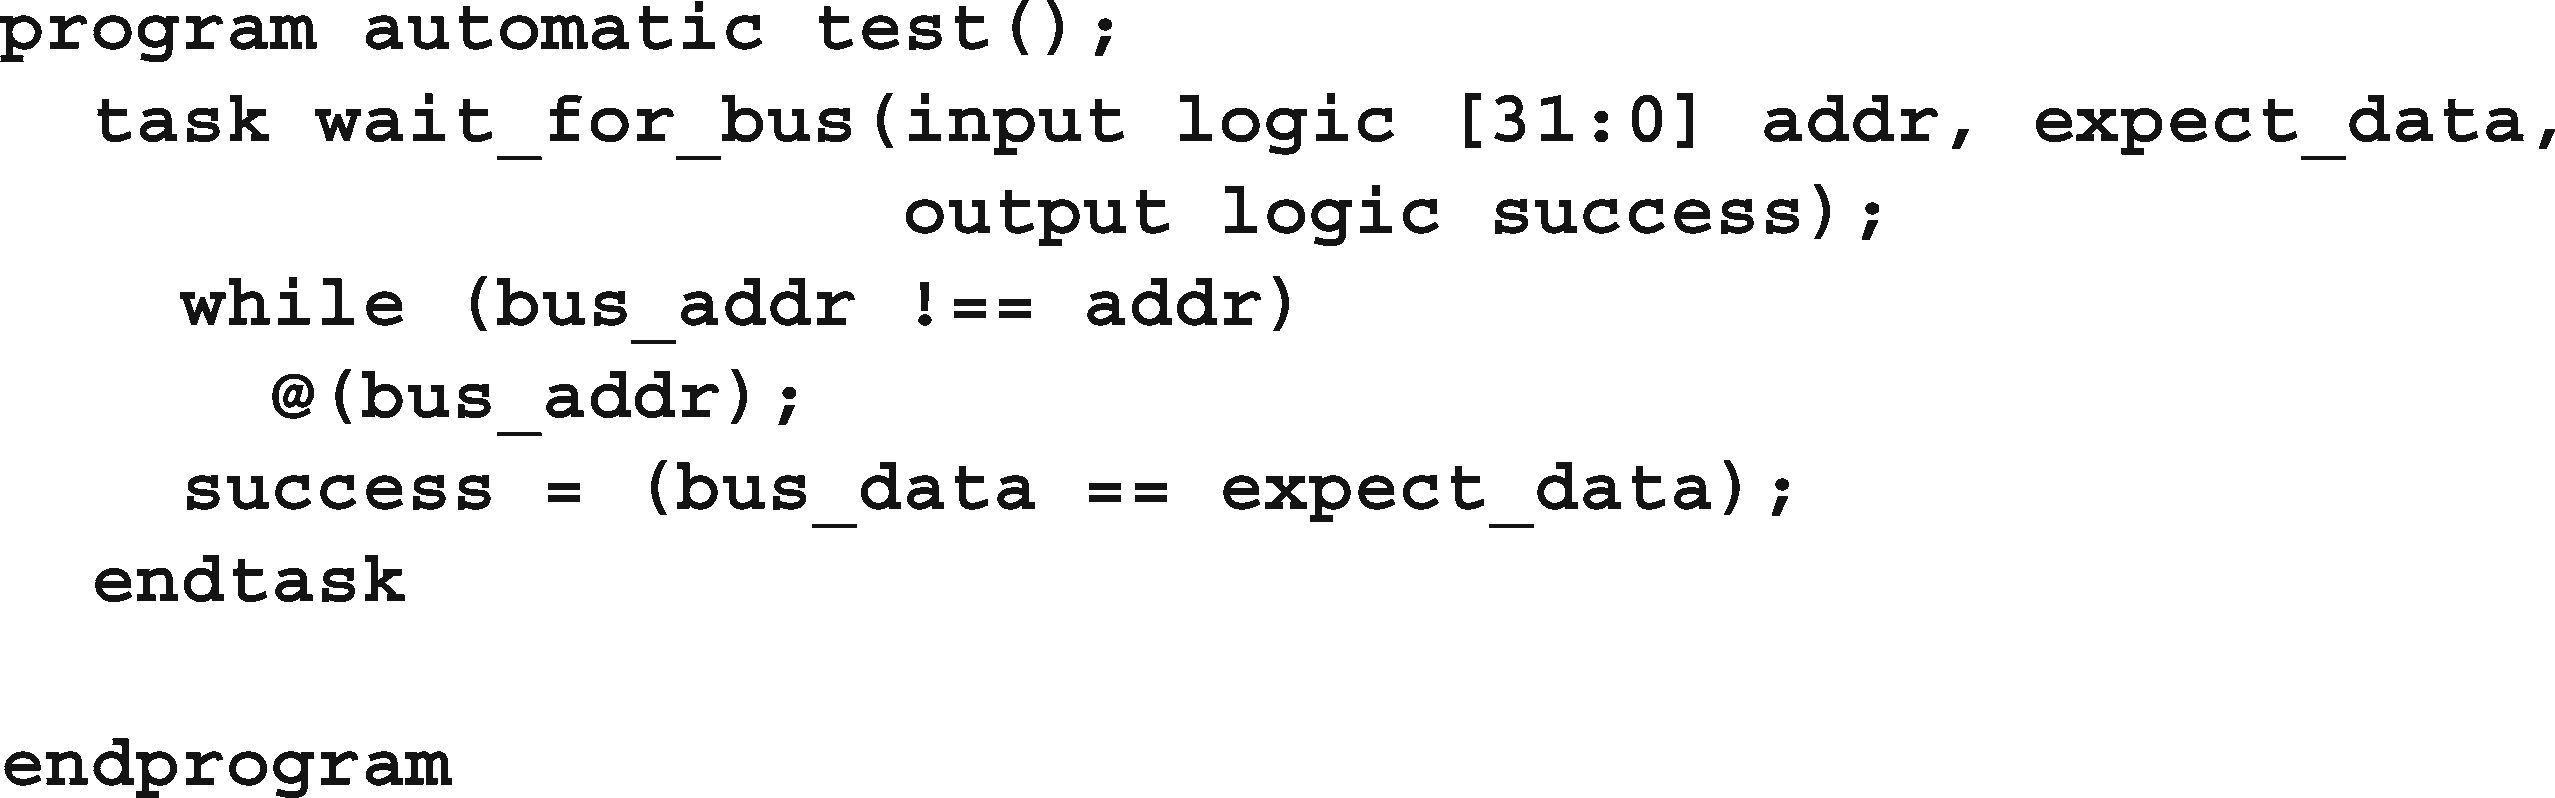 program automatic test();
  task wait_for_bus(input logic [31:0] addr, expect_data,
                    output logic success);
    while (bus_addr !== addr)
      @(bus_addr);
    success = (bus_data == expect_data);
  endtask

endprogram